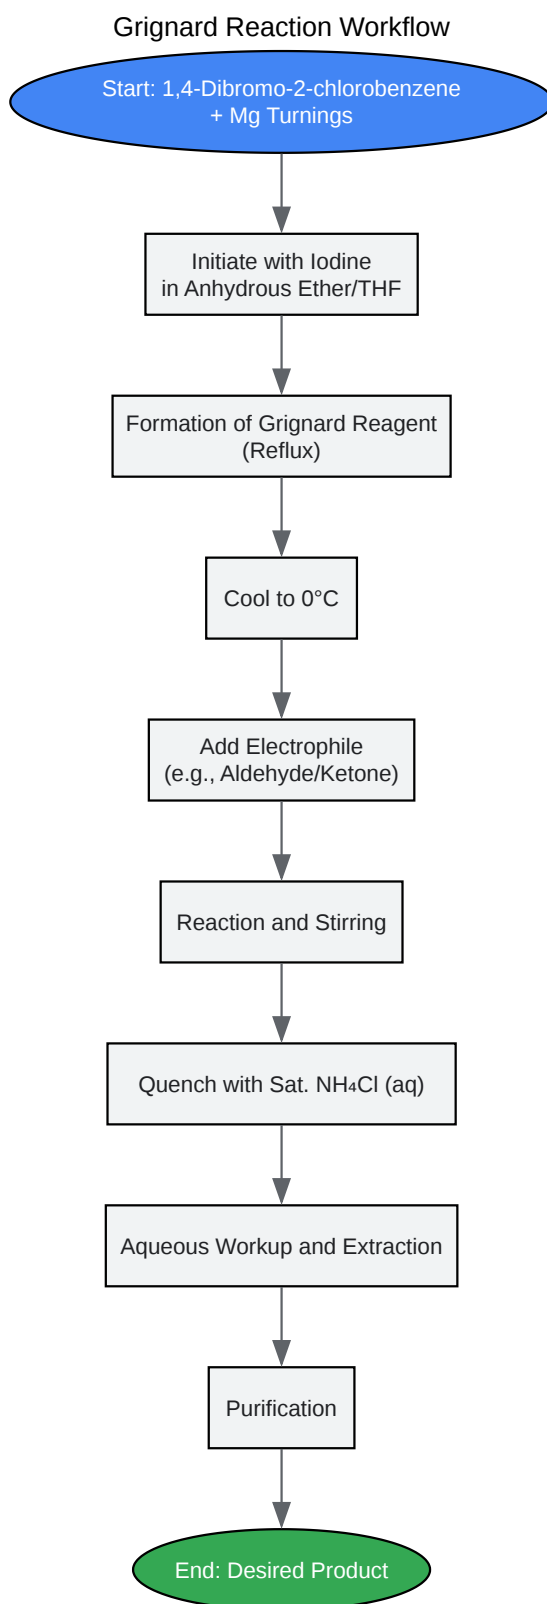 Grignard Reaction Workflow
Start: 1,4-Dibromo-2-chlorobenzene
+ Mg Turnings
Initiate with Iodine
in Anhydrous Ether/THF
Formation of Grignard Reagent
(Reflux)
Cool to 0°C
Add Electrophile
(e.g., Aldehyde/Ketone)
Reaction and Stirring
Quench with Sat. NH₄Cl (aq)
Aqueous Workup and Extraction
Purification
End: Desired Product